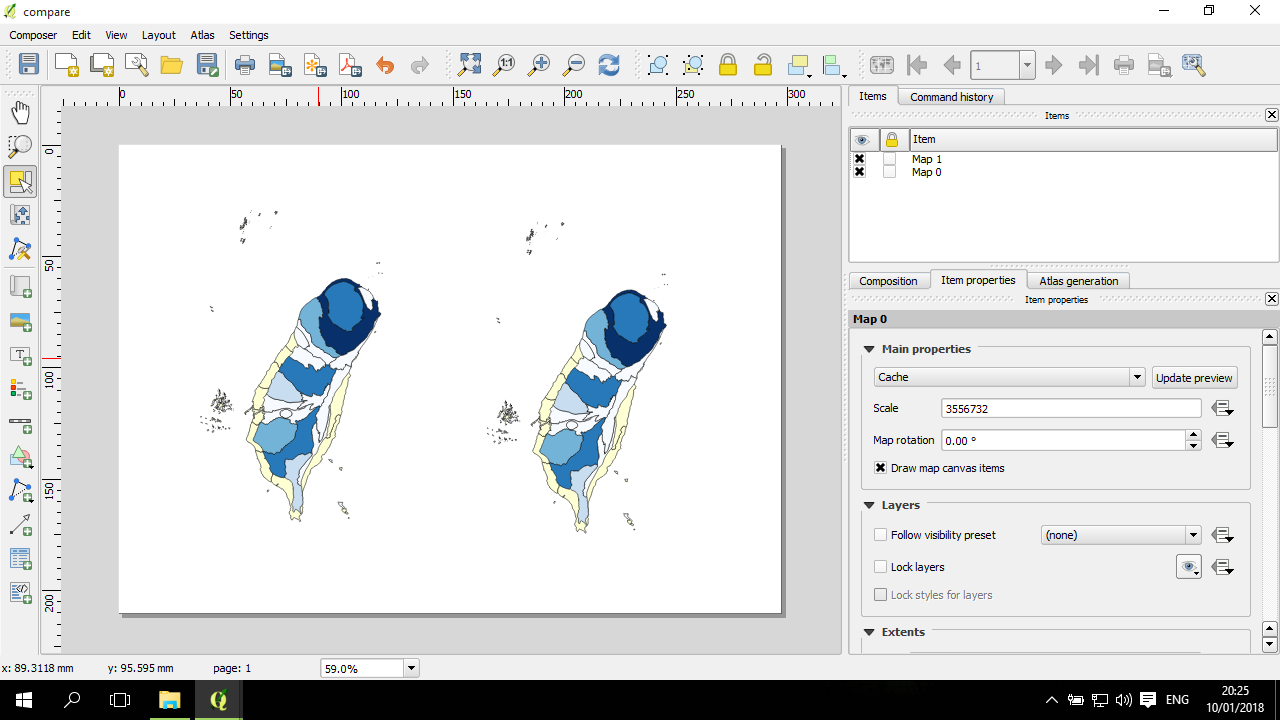 compare
Composer Edit View Layout Atlas Settings
1:1
1
0 50 100 150 200 250 300
0
50
100
150
200
Items Command history
Items
Item
Map 1
Map 0
Composition Item properties Atlas generation
Item properties
Map 0
Main properties
Cache Update preview
Scale 3556732
Map rotation 0.00 °
Draw map canvas items
Layers
Follow visibility preset (none)
Lock layers
Lock styles for layers
Extents
x: 89.3118 mm y: 95.595 mm page: 1 59.0%
ENG
20:25
10/01/2018